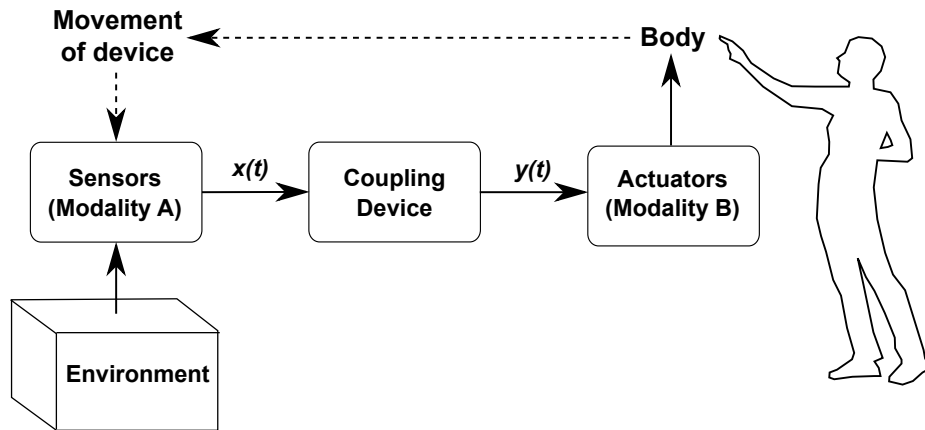 Movement
of device
Body
Sensors
(Modality A)
x(t)
Coupling
Device
y(t)
Actuators
(Modality B)
Environment